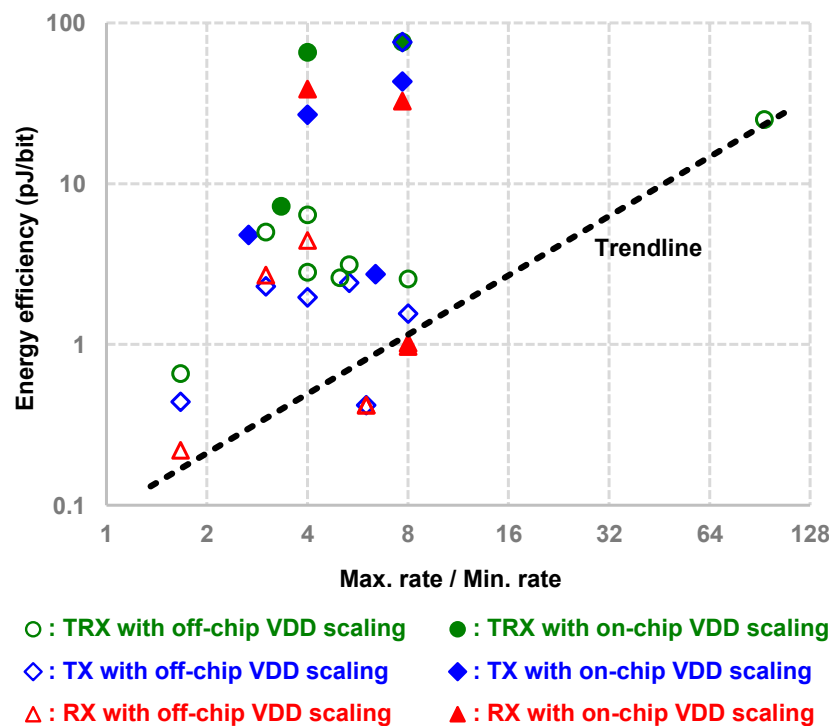 100
10
1
0.1
Energy efficiency (pJ/bit)
Trendline
1 2 4 8 16 32 64 128
Max. rate / Min. rate
: TRX with off-chip VDD scaling
: TRX with on-chip VDD scaling
: TX with off-chip VDD scaling
: TX with on-chip VDD scaling
: RX with off-chip VDD scaling
: RX with on-chip VDD scaling